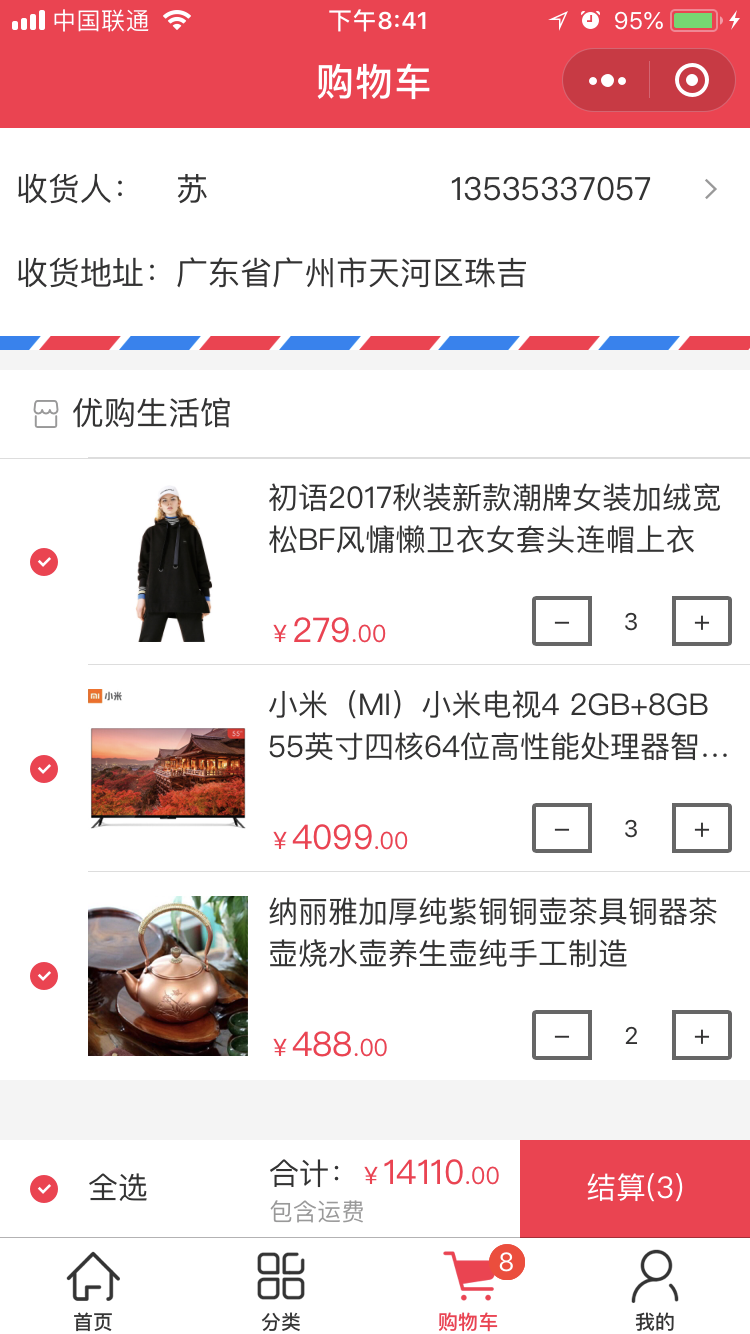 中国联通 下午8:41 95%
购物车
收货人： 苏 13535337057
收货地址：广东省广州市天河区珠吉
优购生活馆
初语2017秋装新款潮牌女装加绒宽
松BF风慵懒卫衣女套头连帽上衣
¥279.00 − 3 +
小米
55"
小米（MI）小米电视4 2GB+8GB
55英寸四核64位高性能处理器智...
¥4099.00 − 3 +
纳丽雅加厚纯紫铜铜壶茶具铜器茶
壶烧水壶养生壶纯手工制造
¥488.00 − 2 +
全选 合计：¥14110.00 结算(3)
包含运费
8
首页 分类 购物车 我的